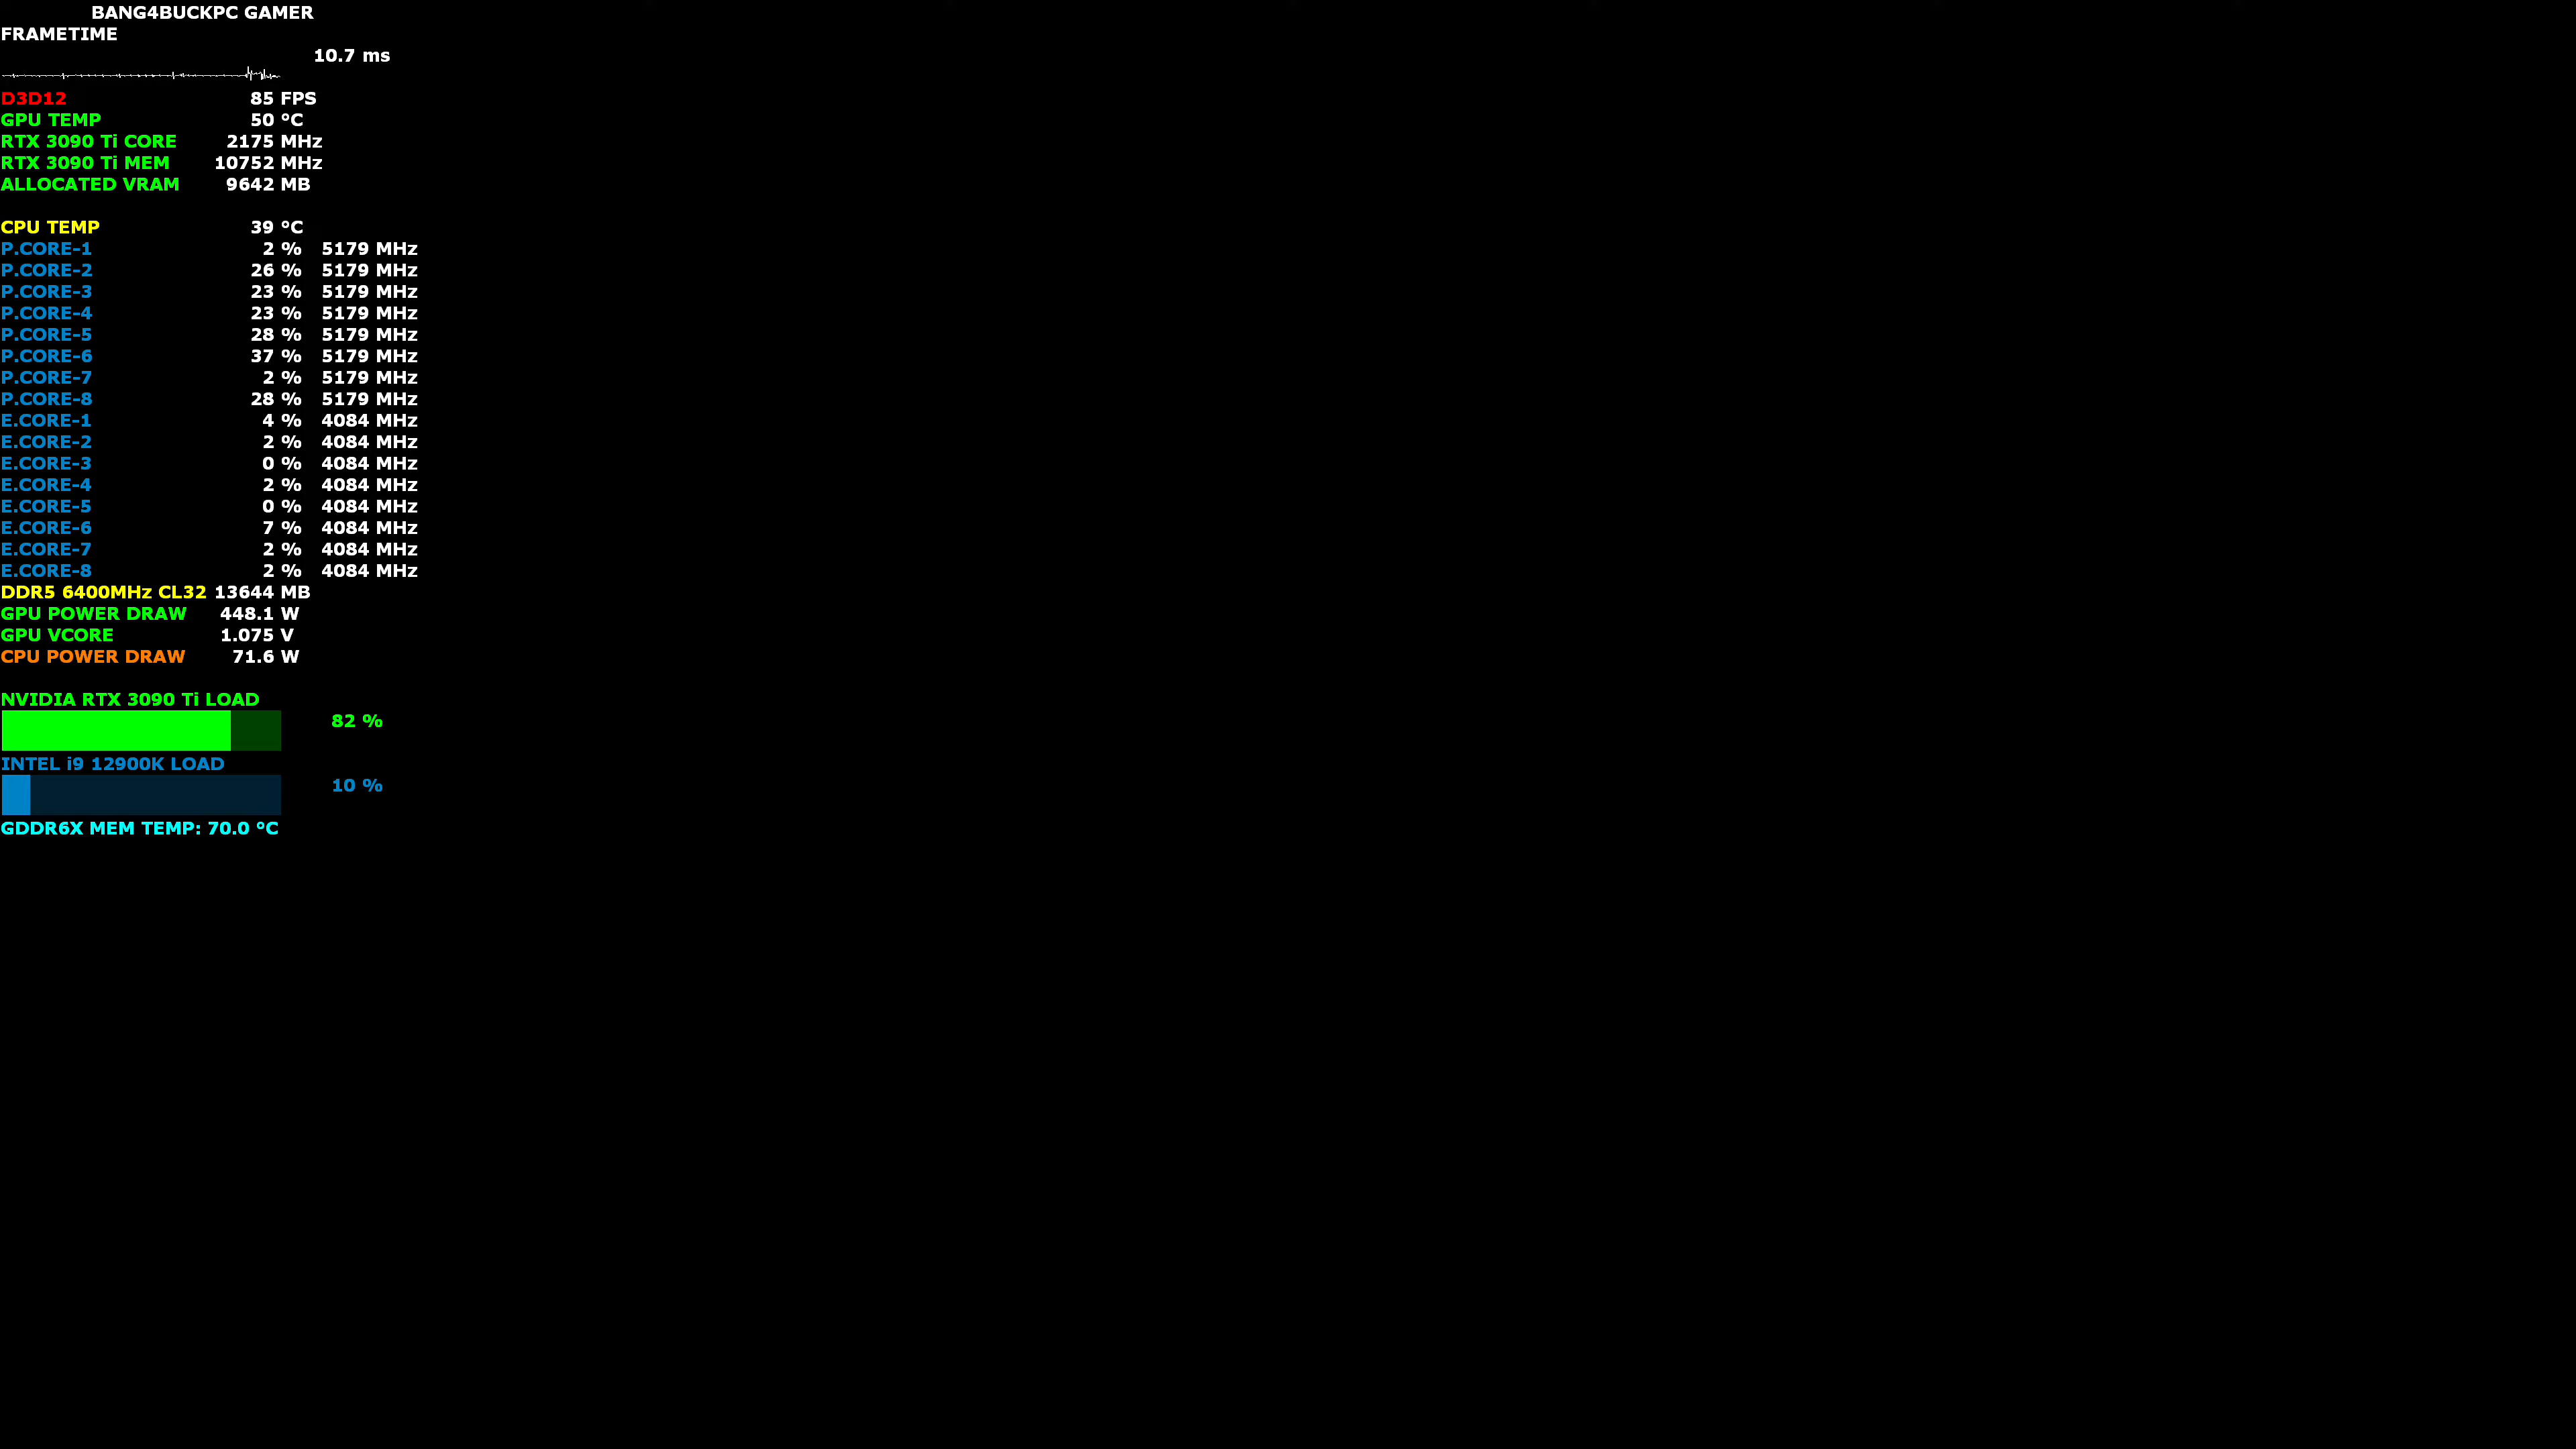 BANG4BUCKPC GAMER
FRAMETIME
10.7 ms
D3D12 85 FPS
GPU TEMP 50 °C
RTX 3090 Ti CORE 2175 MHz
RTX 3090 Ti MEM 10752 MHz
ALLOCATED VRAM 9642 MB
CPU TEMP 39 °C
P.CORE-1 2 % 5179 MHz
P.CORE-2 26 % 5179 MHz
P.CORE-3 23 % 5179 MHz
P.CORE-4 23 % 5179 MHz
P.CORE-5 28 % 5179 MHz
P.CORE-6 37 % 5179 MHz
P.CORE-7 2 % 5179 MHz
P.CORE-8 28 % 5179 MHz
E.CORE-1 4 % 4084 MHz
E.CORE-2 2 % 4084 MHz
E.CORE-3 0 % 4084 MHz
E.CORE-4 2 % 4084 MHz
E.CORE-5 0 % 4084 MHz
E.CORE-6 7 % 4084 MHz
E.CORE-7 2 % 4084 MHz
E.CORE-8 2 % 4084 MHz
DDR5 6400MHz CL32 13644 MB
GPU POWER DRAW 448.1 W
GPU VCORE 1.075 V
CPU POWER DRAW 71.6 W
NVIDIA RTX 3090 Ti LOAD
82 %
INTEL i9 12900K LOAD
10 %
GDDR6X MEM TEMP: 70.0 °C